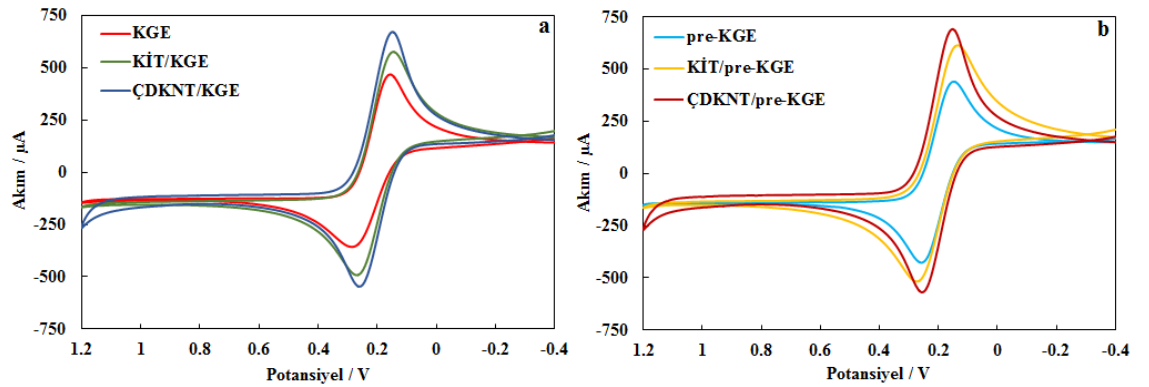 a
KGE
KİT/KGE
ÇDKNT/KGE
Akım / µA
750
500
250
0
-250
-500
-750
1.2 1 0.8 0.6 0.4 0.2 0 -0.2 -0.4
Potansiyel / V
b
pre-KGE
KİT/pre-KGE
ÇDKNT/pre-KGE
Akım / µA
750
500
250
0
-250
-500
-750
1.2 1 0.8 0.6 0.4 0.2 0 -0.2 -0.4
Potansiyel / V